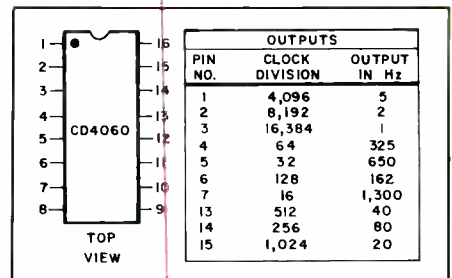 1 16
2 15
3 14
4 13
CD4060
5 12
6 11
7 10
8 9
TOP
VIEW
OUTPUTS
PIN NO. CLOCK DIVISION OUTPUT IN Hz
1 4,096 5
2 8,192 2
3 16,384 1
4 64 325
5 32 650
6 128 162
7 16 1,300
13 512 40
14 256 80
15 1,024 20